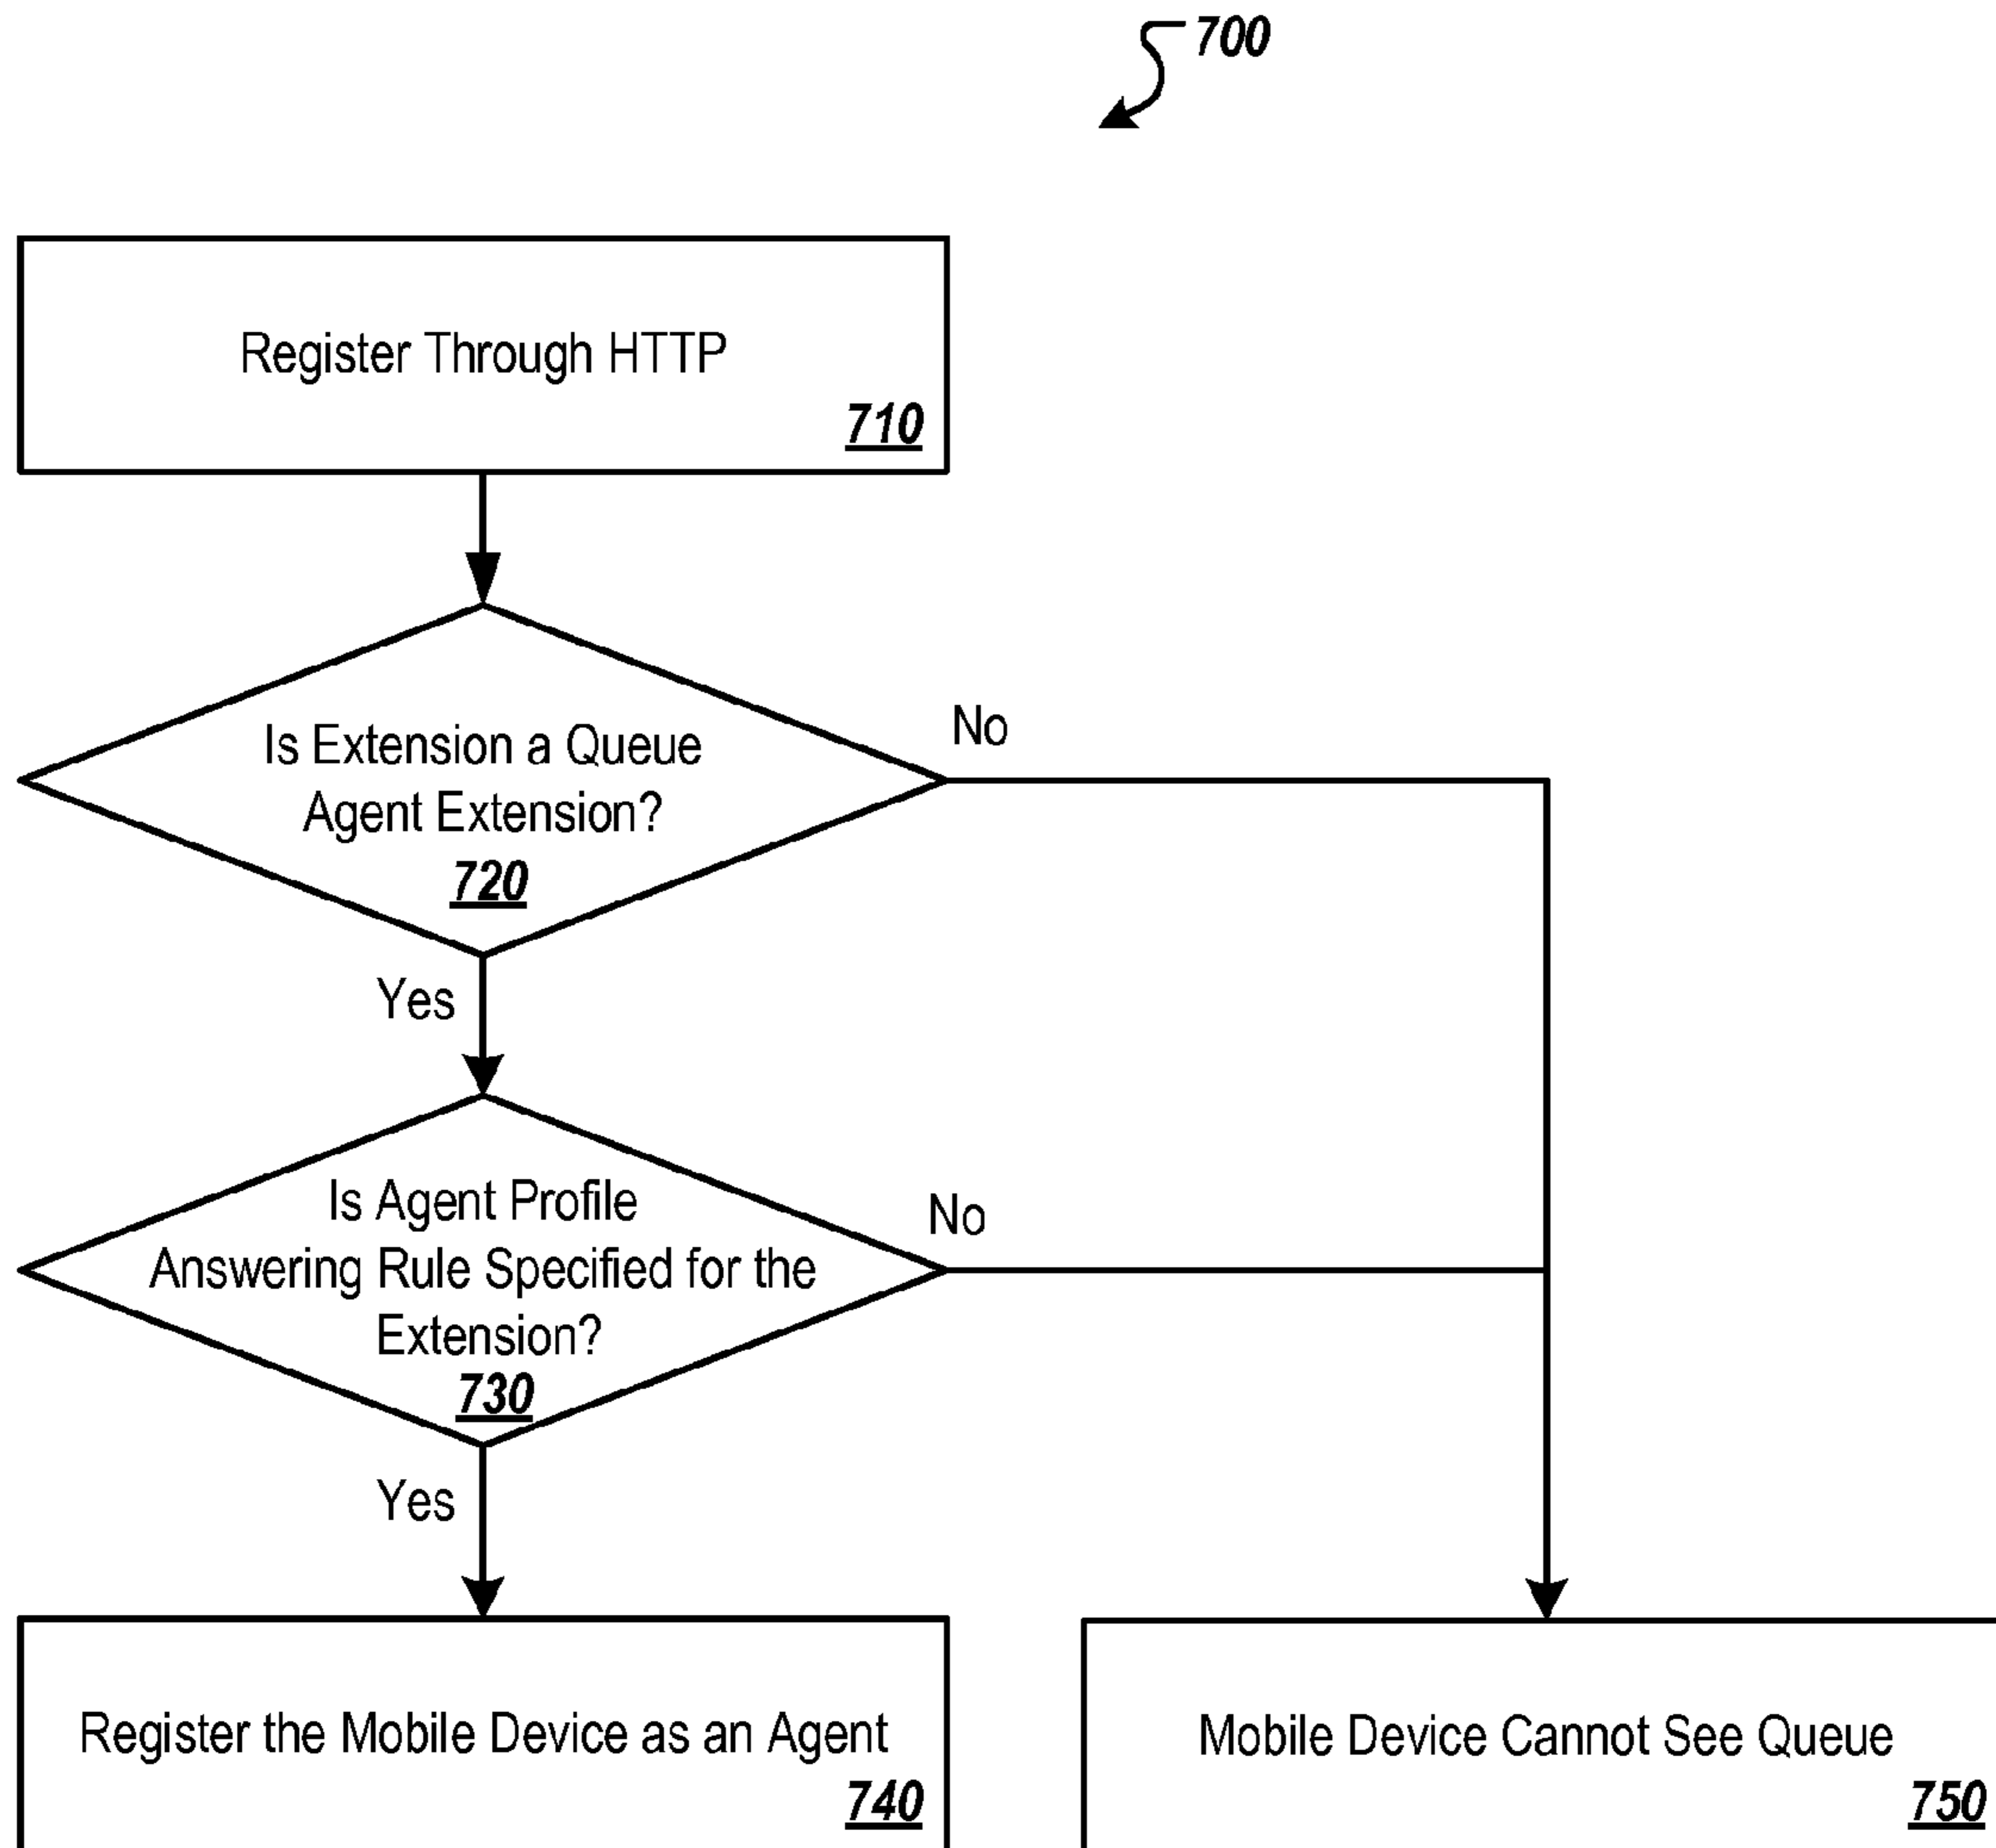 700
Register Through HTTP
710
Is Extension a Queue
Agent Extension?
720
No
Yes
Is Agent Profile
Answering Rule Specified for the
Extension?
730
No
Yes
Register the Mobile Device as an Agent
740
Mobile Device Cannot See Queue
750